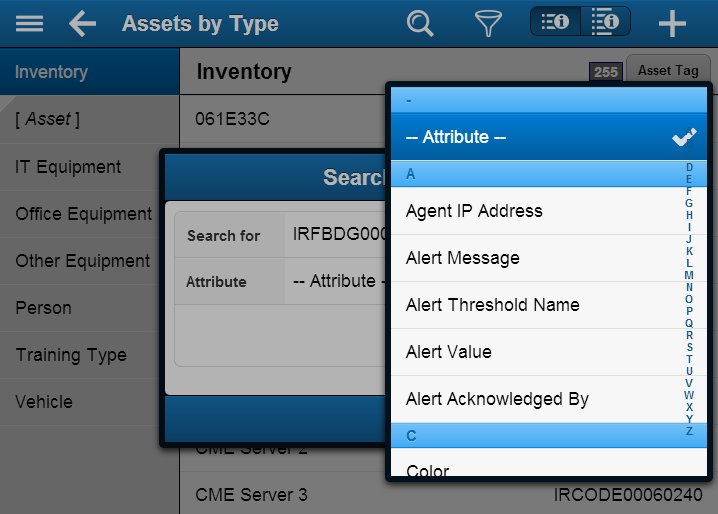 Assets by Type
Inventory
Inventory
255
Asset Tag
[ Asset ]
061E33C
IT Equipment
Office Equipment
Other Equipment
Person
Training Type
Vehicle
Search for
IRFBDG000
Attribute
-- Attribute -
-
-- Attribute --
A
Agent IP Address
Alert Message
Alert Threshold Name
Alert Value
Alert Acknowledged By
C
Color
D
E
F
G
H
I
J
K
L
M
N
O
P
Q
R
S
T
U
V
W
X
Y
Z
CME Server 2
CME Server 3
IRCODE00060240